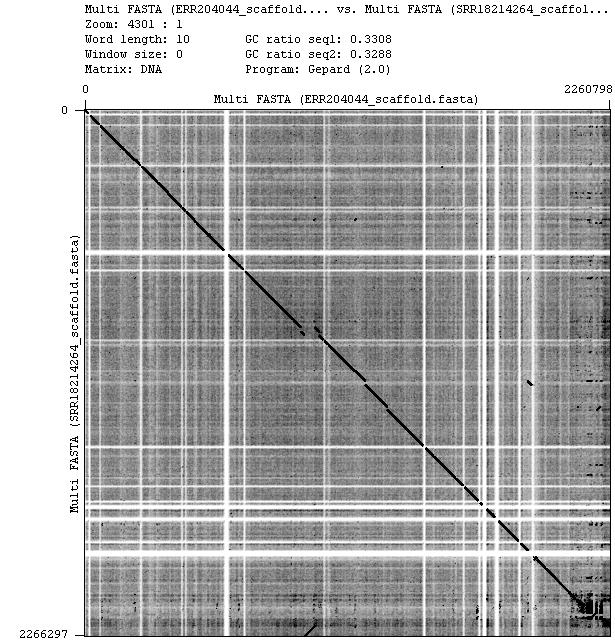 Multi FASTA (ERR204044_scaffold.... vs. Multi FASTA (SRR18214264_scaffol...
Zoom: 4301 : 1
Word length: 10 GC ratio seq1: 0.3308
Window size: 0 GC ratio seq2: 0.3288
Matrix: DNA Program: Gepard (2.0)
0 2260798
Multi FASTA (ERR204044_scaffold.fasta)
0
Multi FASTA (SRR18214264_scaffold.fasta)
2266297